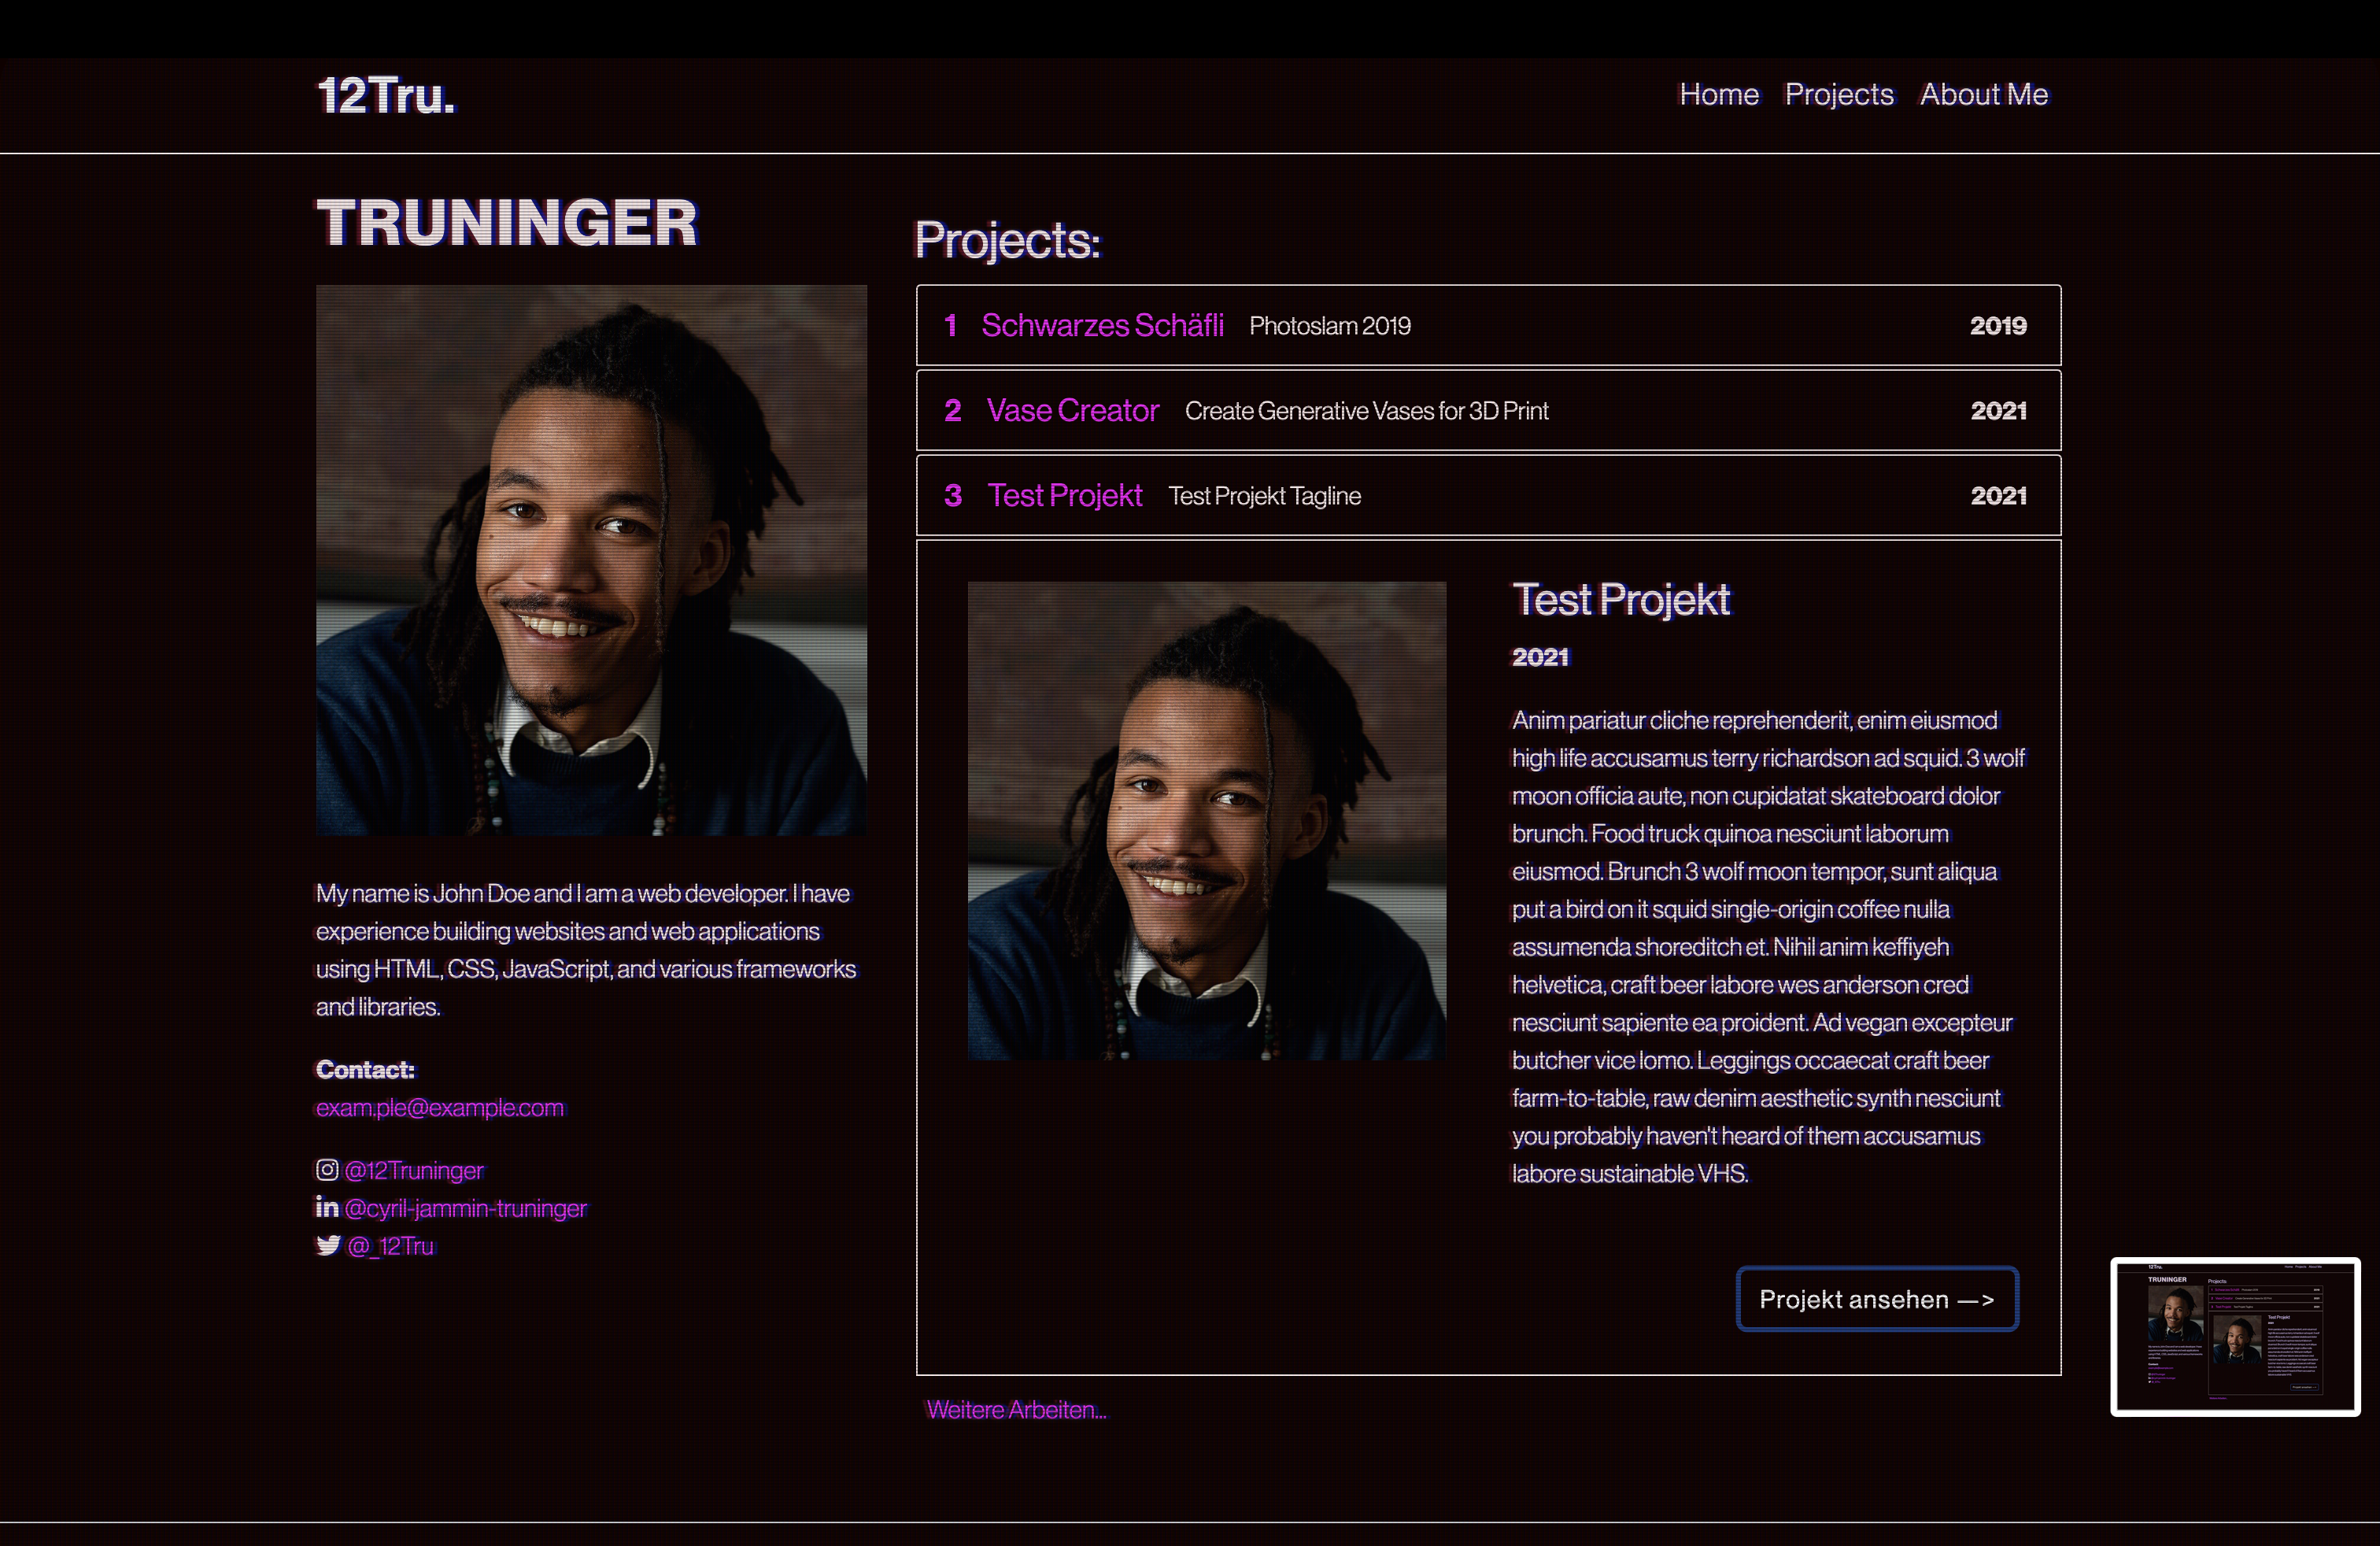 12Tru.
Home Projects About Me
TRUNINGER
My name is John Doe and I am a web developer. I have
experience building websites and web applications
using HTML, CSS, JavaScript, and various frameworks
and libraries.
Contact:
exam.ple@example.com
@12Truninger
in @cyril-jammin-truninger
@_12Tru
Projects:
1 Schwarzes Schäfli Photoslam 2019 2019
2 Vase Creator Create Generative Vases for 3D Print 2021
3 Test Projekt Test Projekt Tagline 2021
Test Projekt
2021
Anim pariatur cliche reprehenderit, enim eiusmod
high life accusamus terry richardson ad squid. 3 wolf
moon officia aute, non cupidatat skateboard dolor
brunch. Food truck quinoa nesciunt laborum
eiusmod. Brunch 3 wolf moon tempor, sunt aliqua
put a bird on it squid single-origin coffee nulla
assumenda shoreditch et. Nihil anim keffiyeh
helvetica, craft beer labore wes anderson cred
nesciunt sapiente ea proident. Ad vegan excepteur
butcher vice lomo. Leggings occaecat craft beer
farm-to-table, raw denim aesthetic synth nesciunt
you probably haven't heard of them accusamus
labore sustainable VHS.
Projekt ansehen —>
Weitere Arbeiten...
12Tru.
TRUNINGER
Projects:
Test Projekt